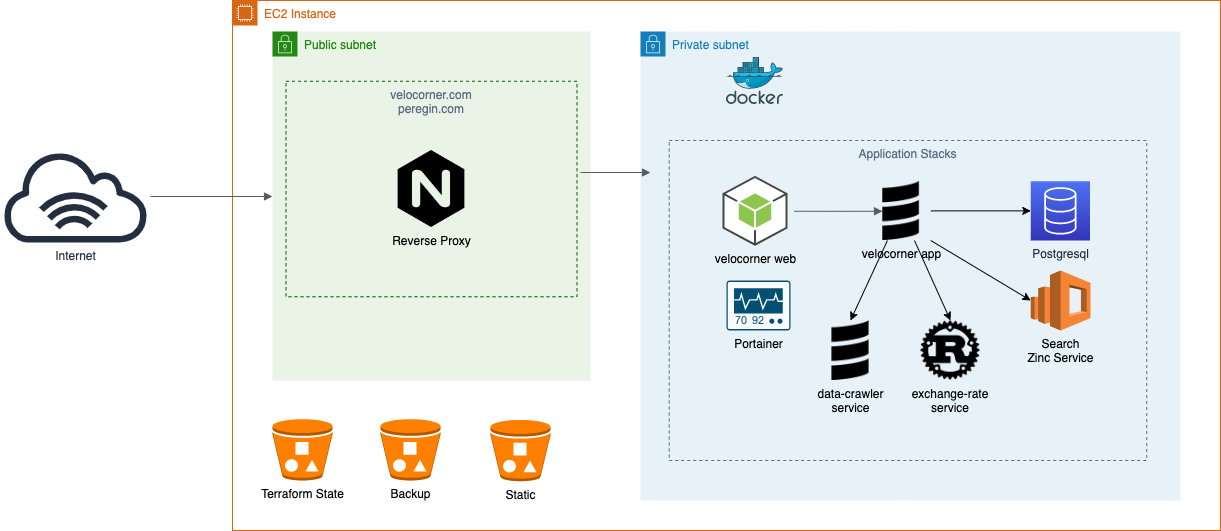 EC2 Instance
Public subnet
Private subnet
velocorner.com
peregin.com
docker
Application Stacks
N
Reverse Proxy
Internet
velocorner web
velocorner app
Postgresql
70 92
Portainer
R
Search
Zinc Service
data-crawler
service
exchange-rate
service
Terraform State
Backup
Static